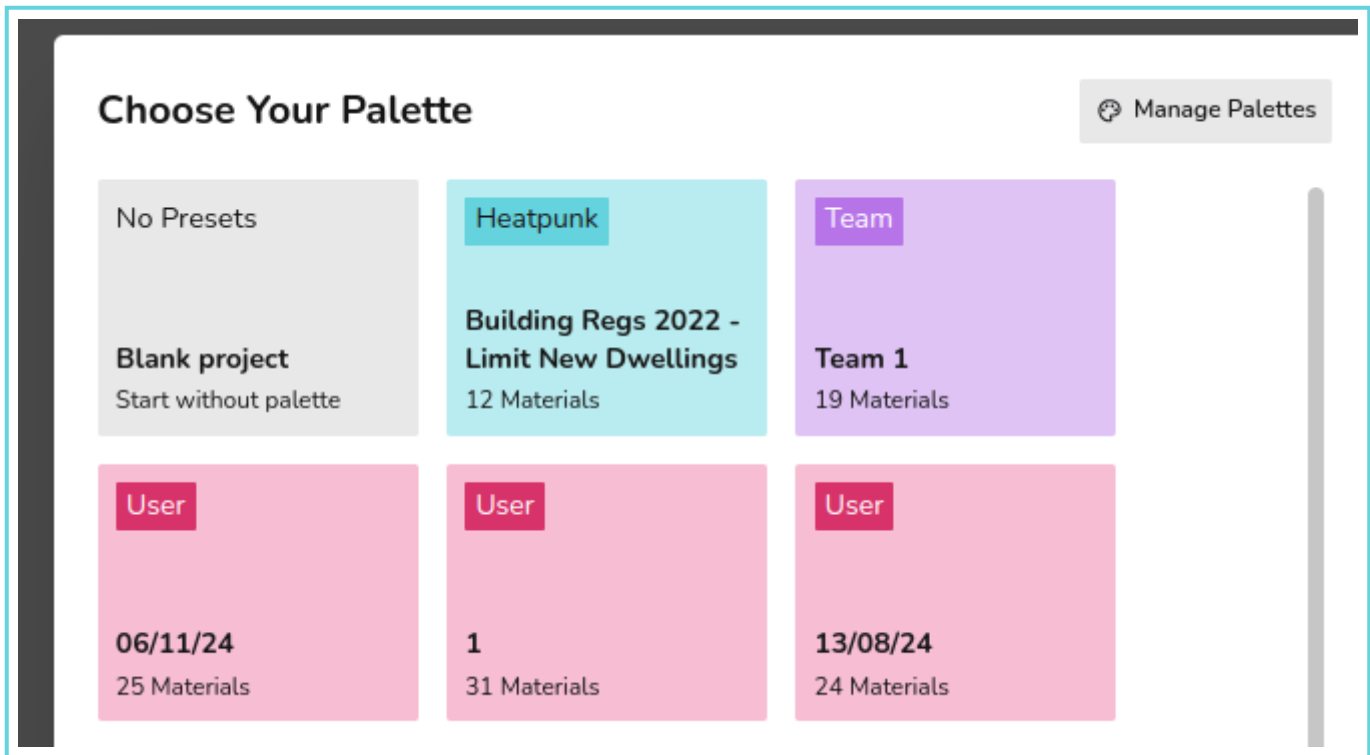 Choose Your Palette
Manage Palettes
No Presets
Blank project
Start without palette
Heatpunk
Building Regs 2022 -
Limit New Dwellings
12 Materials
Team
Team 1
19 Materials
User
06/11/24
25 Materials
User
1
31 Materials
User
13/08/24
24 Materials